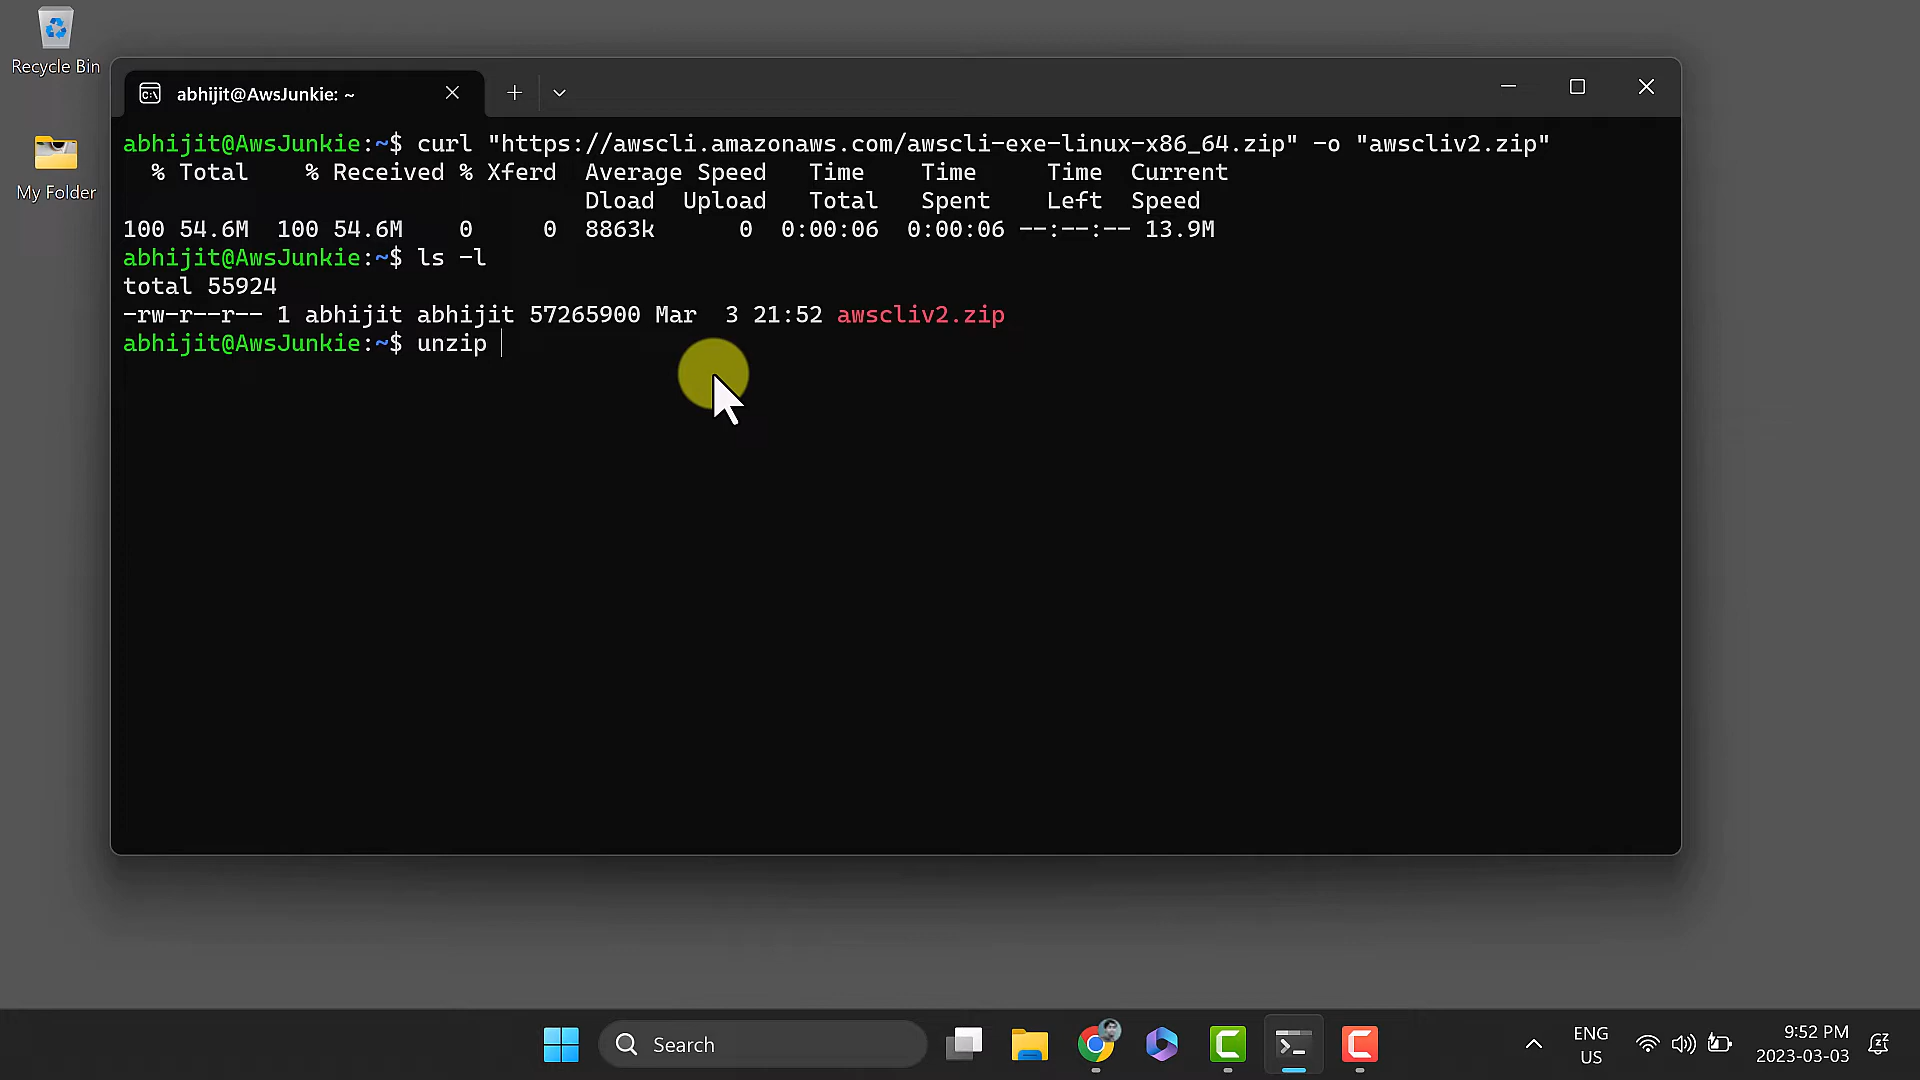 Recycle Bin
My Folder
abhijit@AwsJunkie: ~
abhijit@AwsJunkie:~$ curl "https://awscli.amazonaws.com/awscli-exe-linux-x86_64.zip" -o "awscliv2.zip"
% Total % Received % Xferd Average Speed Time Time Time Current
Dload Upload Total Spent Left Speed
100 54.6M 100 54.6M 0 0 8863k 0 0:00:06 0:00:06 --:--:-- 13.9M
abhijit@AwsJunkie:~$ ls -l
total 55924
-rw-r--r-- 1 abhijit abhijit 57265900 Mar 3 21:52 awscliv2.zip
abhijit@AwsJunkie:~$ unzip
Search
ENG
US
9:52 PM
2023-03-03